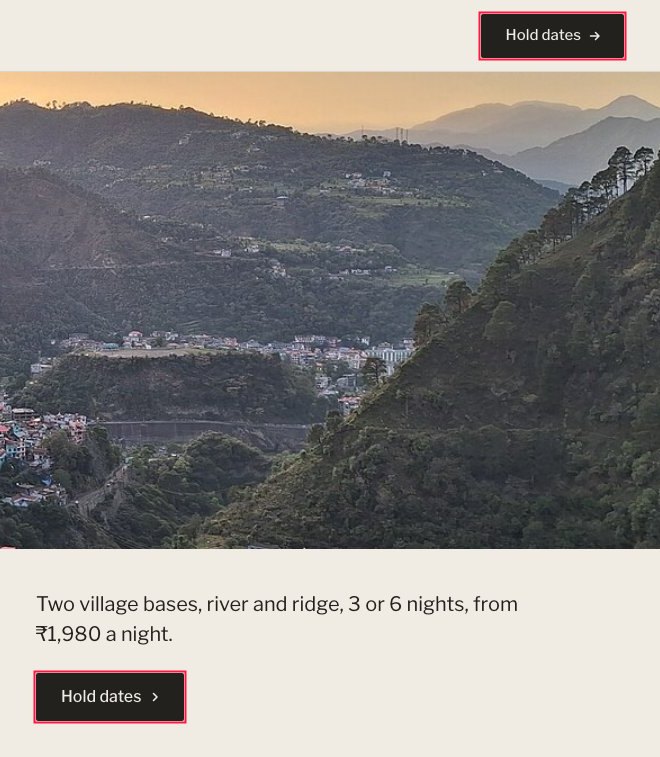 Hold dates →
Two village bases, river and ridge, 3 or 6 nights, from
₹1,980 a night.
Hold dates ›